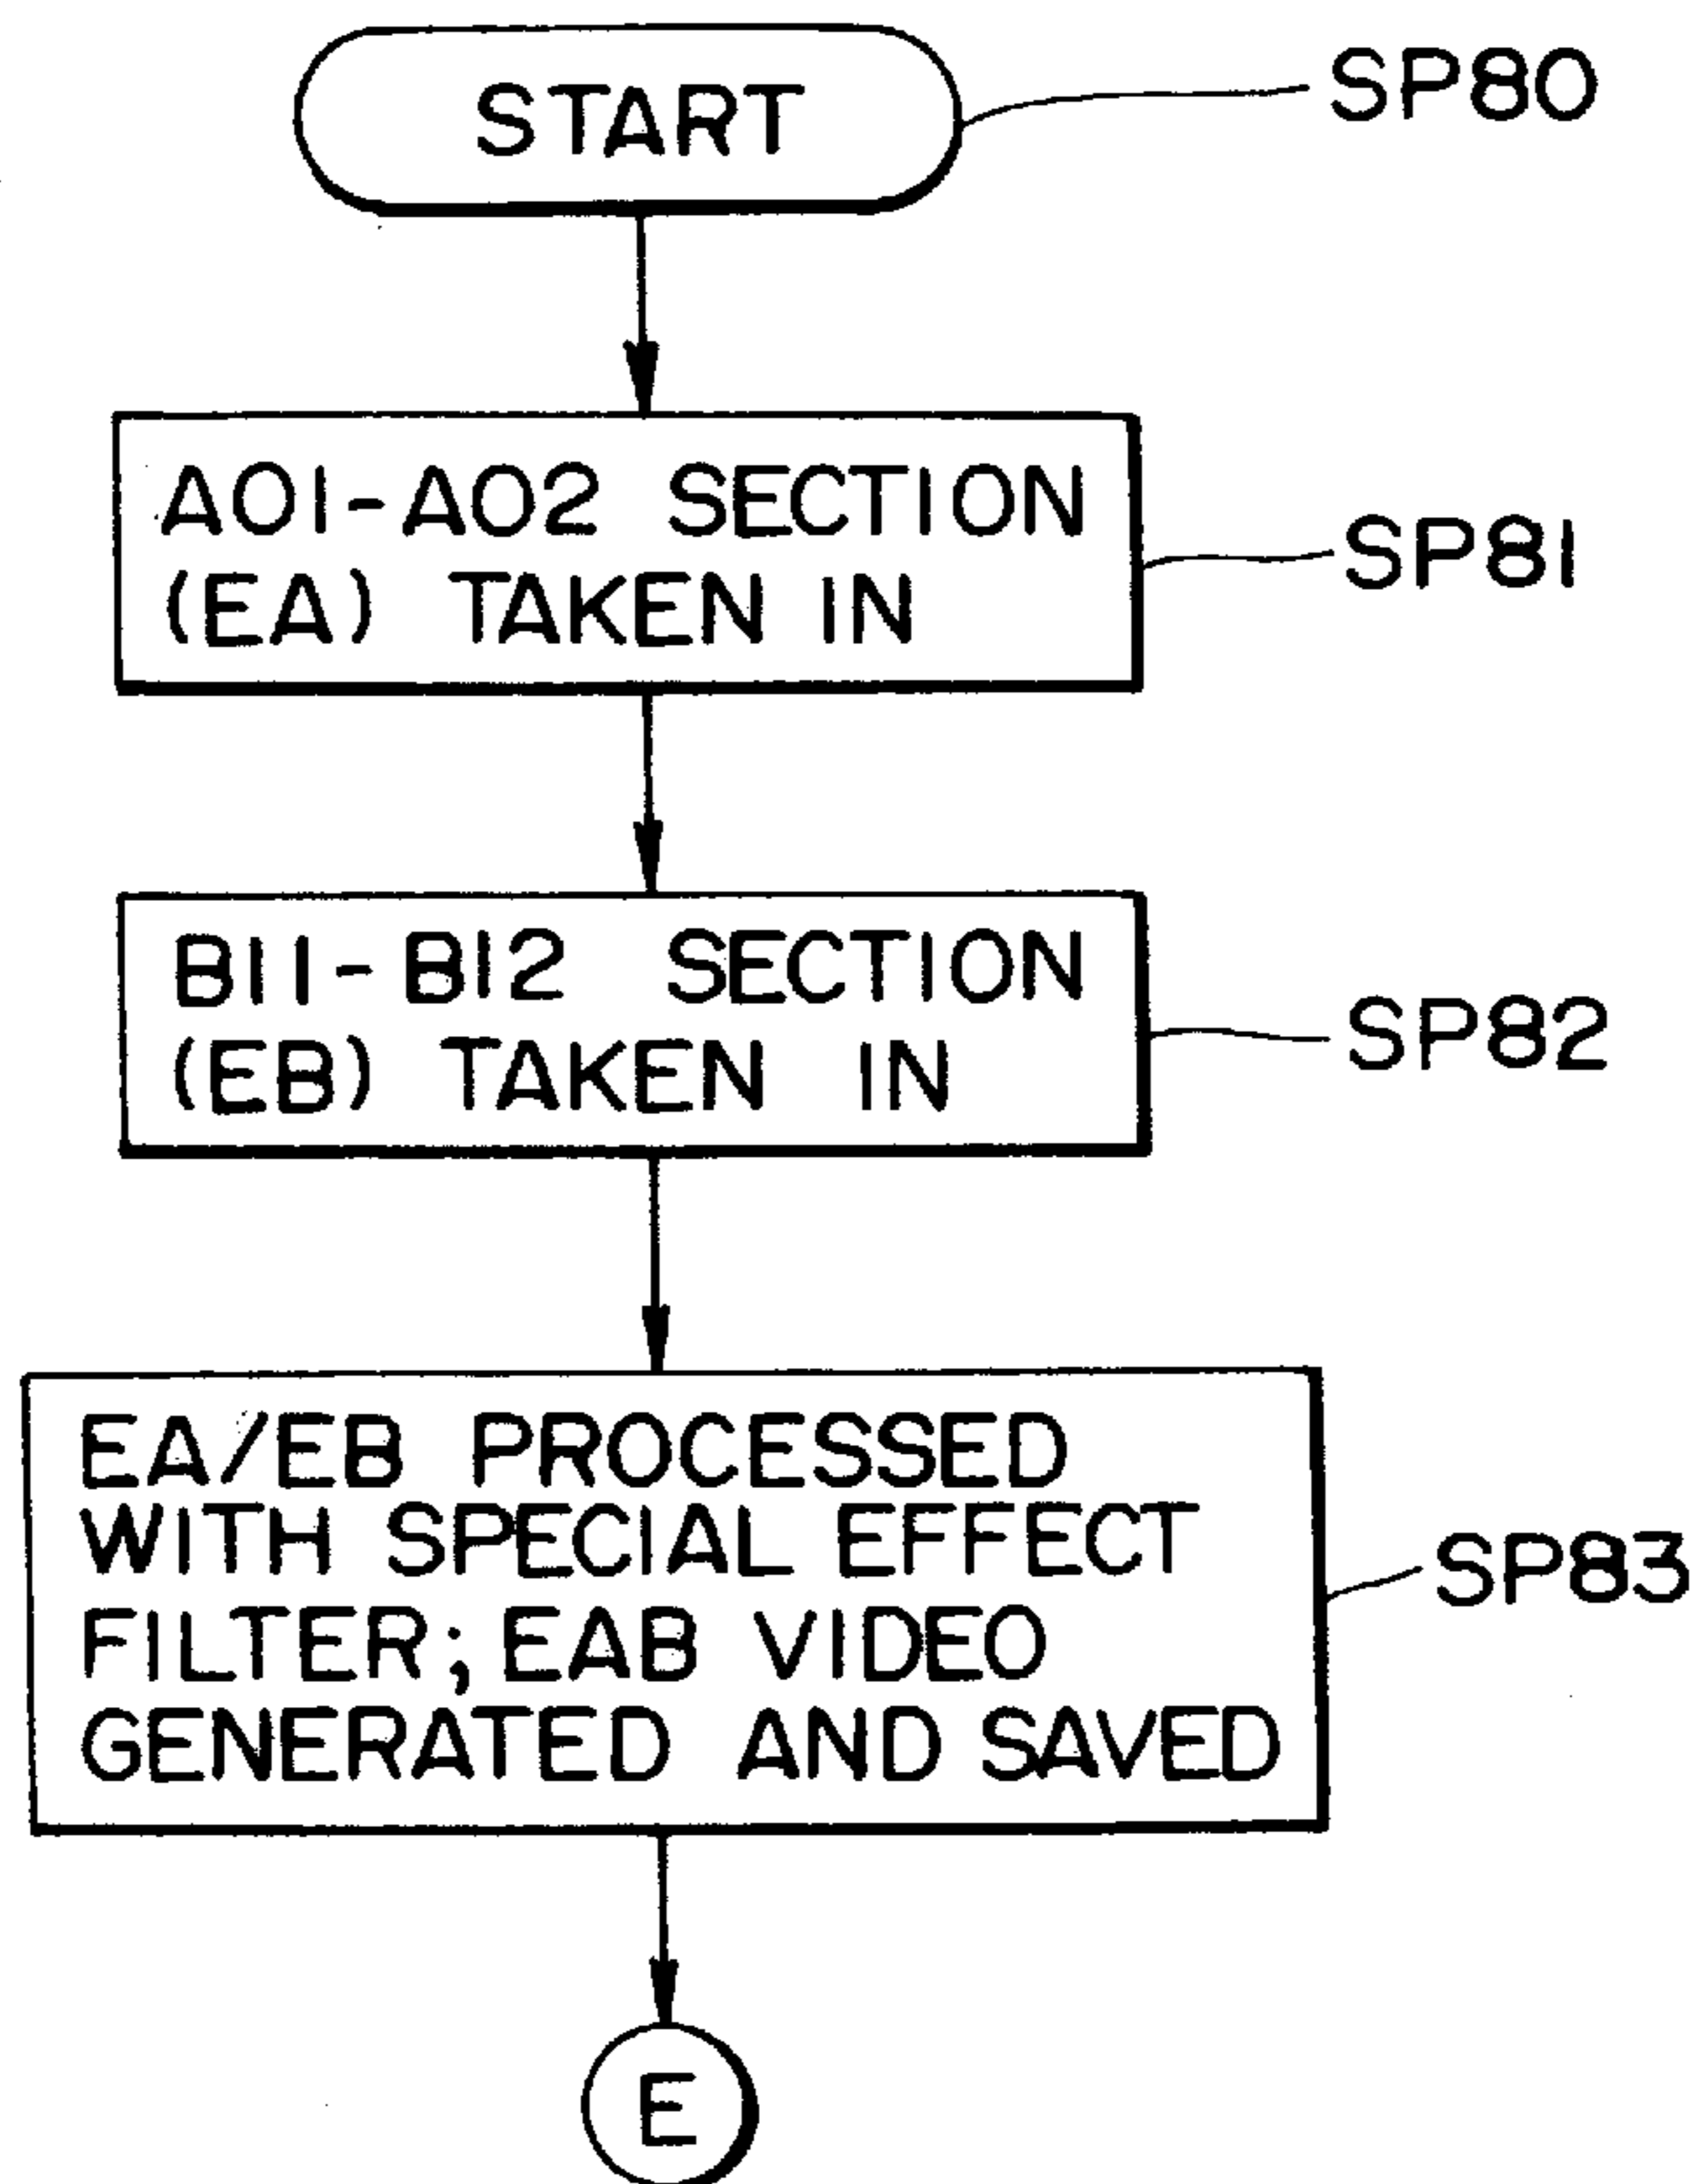 START
SP80
A01-A02 SECTION
(EA) TAKEN IN
SP81
B11-B12 SECTION
(EB) TAKEN IN
SP82
EA/EB PROCESSED
WITH SPECIAL EFFECT
FILTER; EAB VIDEO
GENERATED AND SAVED
SP83
E